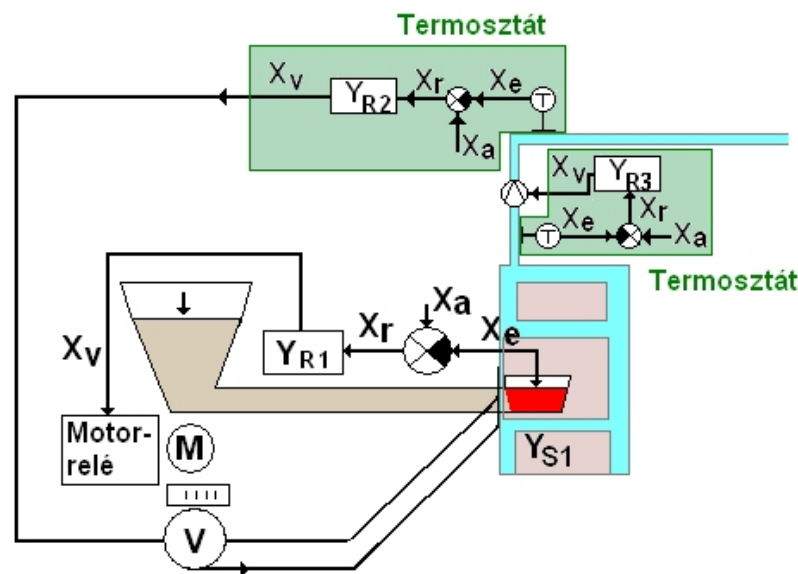 Termosztát
Xv
YR2
Xr
Xe
T
Xa
Xv
YR3
Xe
Xr
T
Xa
Termosztát
Xa
Xr
Xe
Xv
YR1
Motor-
relé
M
YS1
V